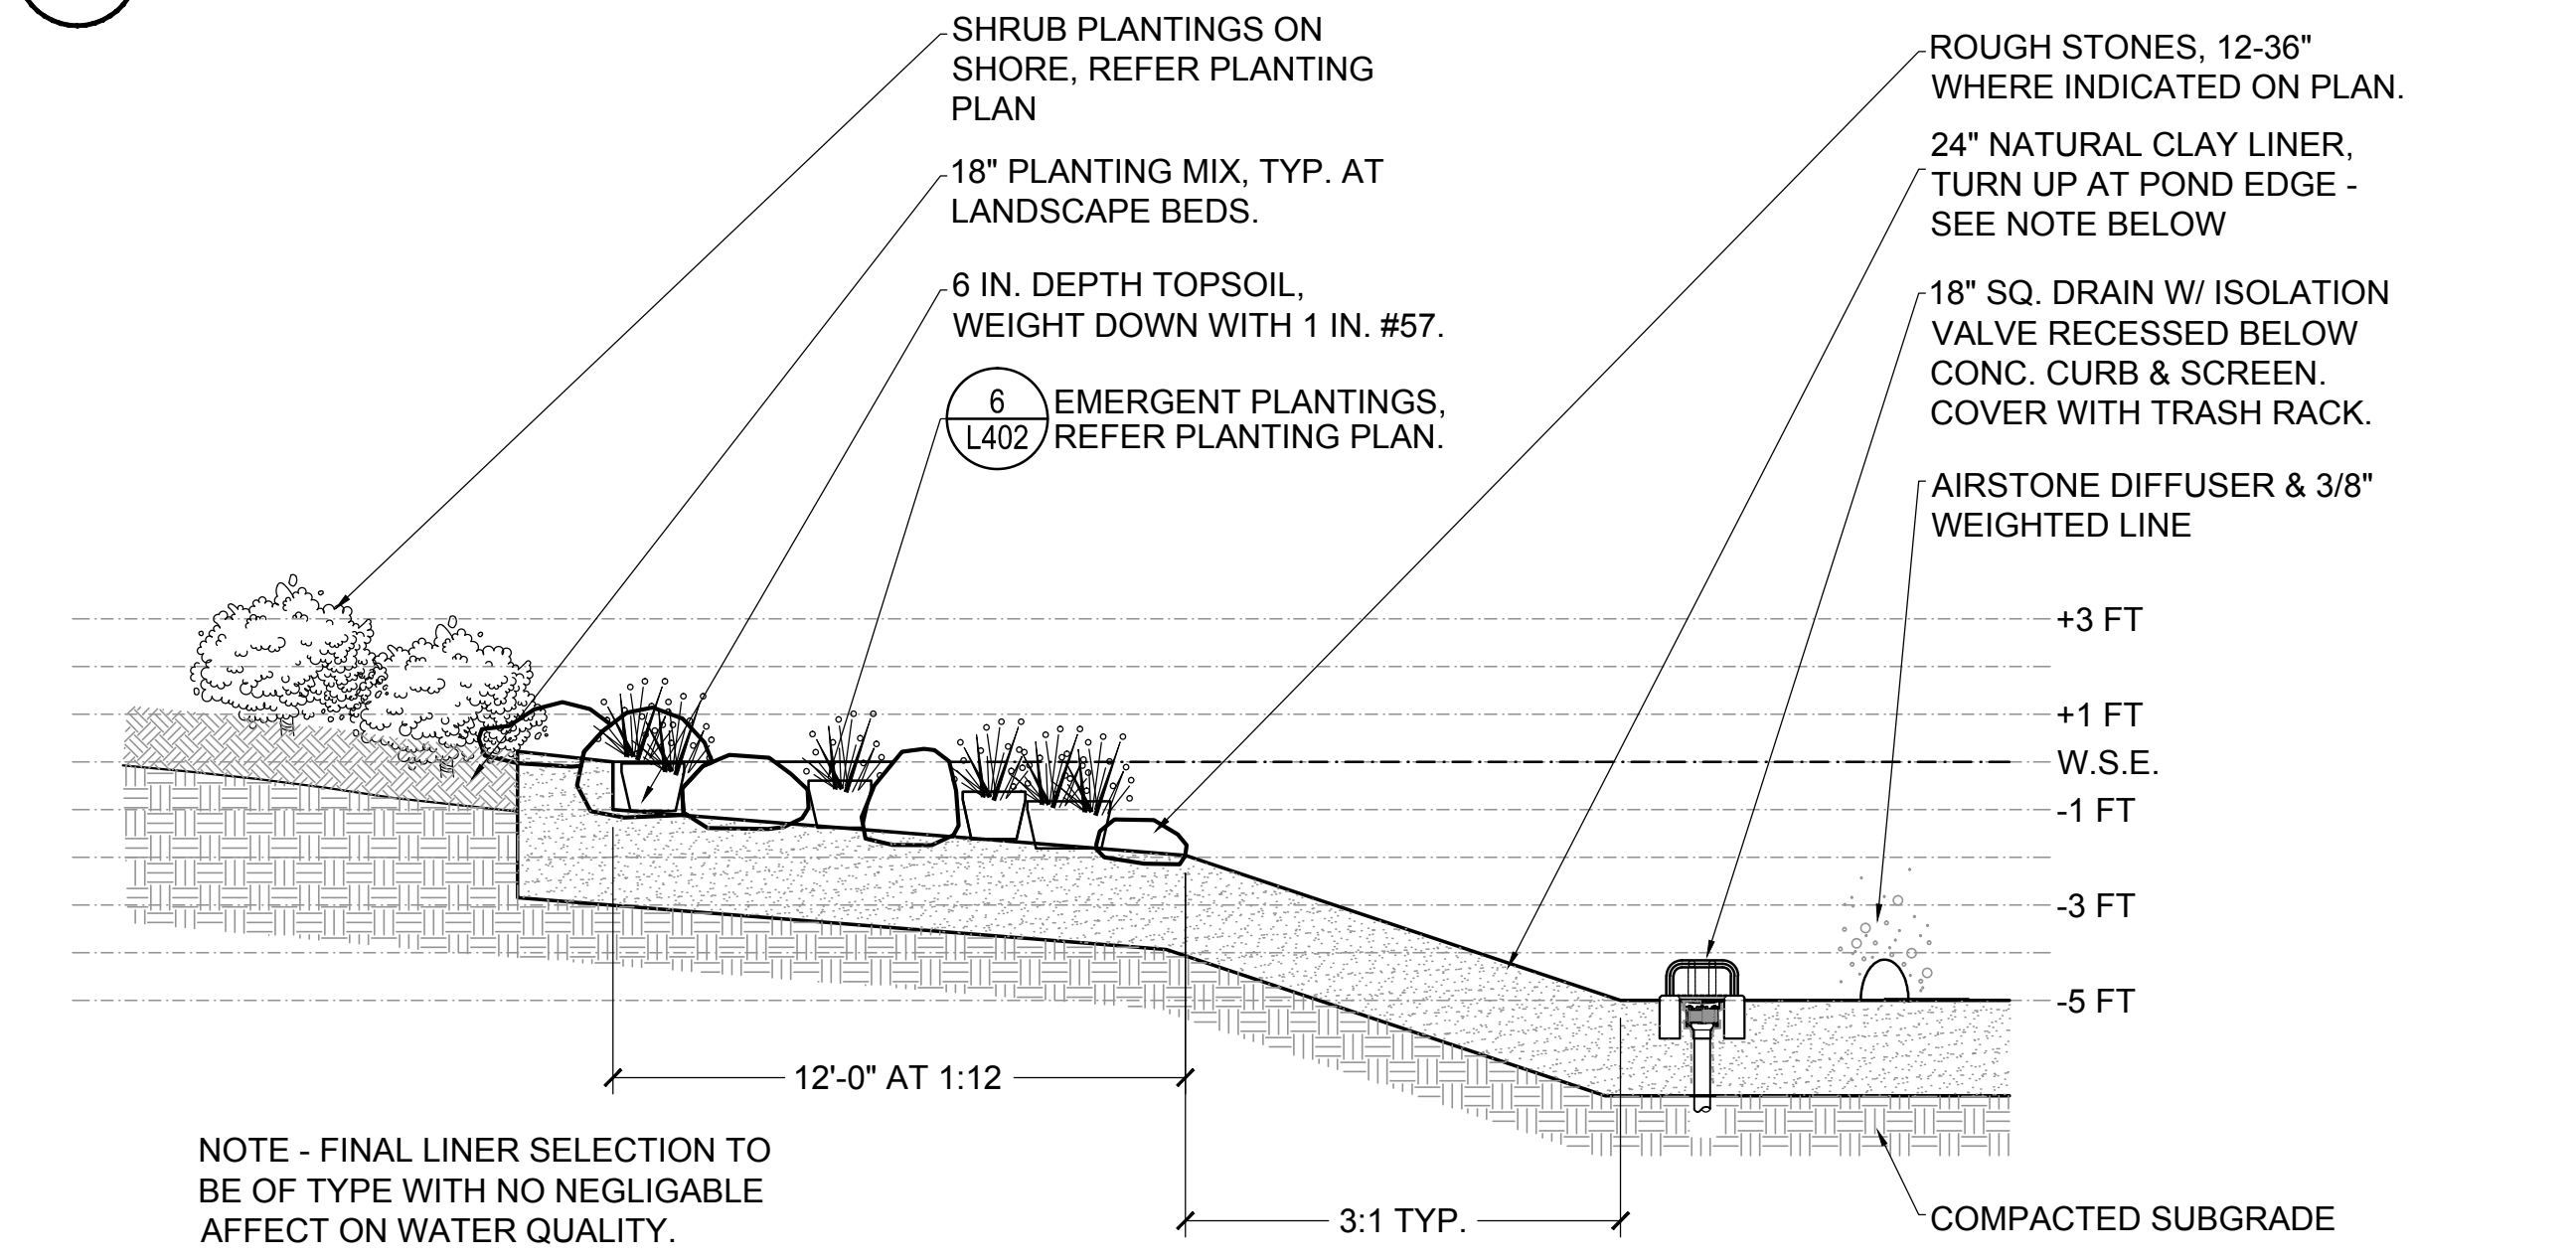 SHRUB PLANTINGS ON
SHORE, REFER PLANTING
PLAN
18" PLANTING MIX, TYP. AT
LANDSCAPE BEDS.
6 IN. DEPTH TOPSOIL,
WEIGHT DOWN WITH 1 IN. #57.
6
L402
EMERGENT PLANTINGS,
REFER PLANTING PLAN.
ROUGH STONES, 12-36"
WHERE INDICATED ON PLAN.
24" NATURAL CLAY LINER,
TURN UP AT POND EDGE -
SEE NOTE BELOW
18" SQ. DRAIN W/ ISOLATION
VALVE RECESSED BELOW
CONC. CURB & SCREEN.
COVER WITH TRASH RACK.
AIRSTONE DIFFUSER & 3/8"
WEIGHTED LINE
+3 FT
+1 FT
W.S.E.
-1 FT
-3 FT
-5 FT
12'-0" AT 1:12
3:1 TYP.
COMPACTED SUBGRADE
NOTE - FINAL LINER SELECTION TO
BE OF TYPE WITH NO NEGLIGABLE
AFFECT ON WATER QUALITY.